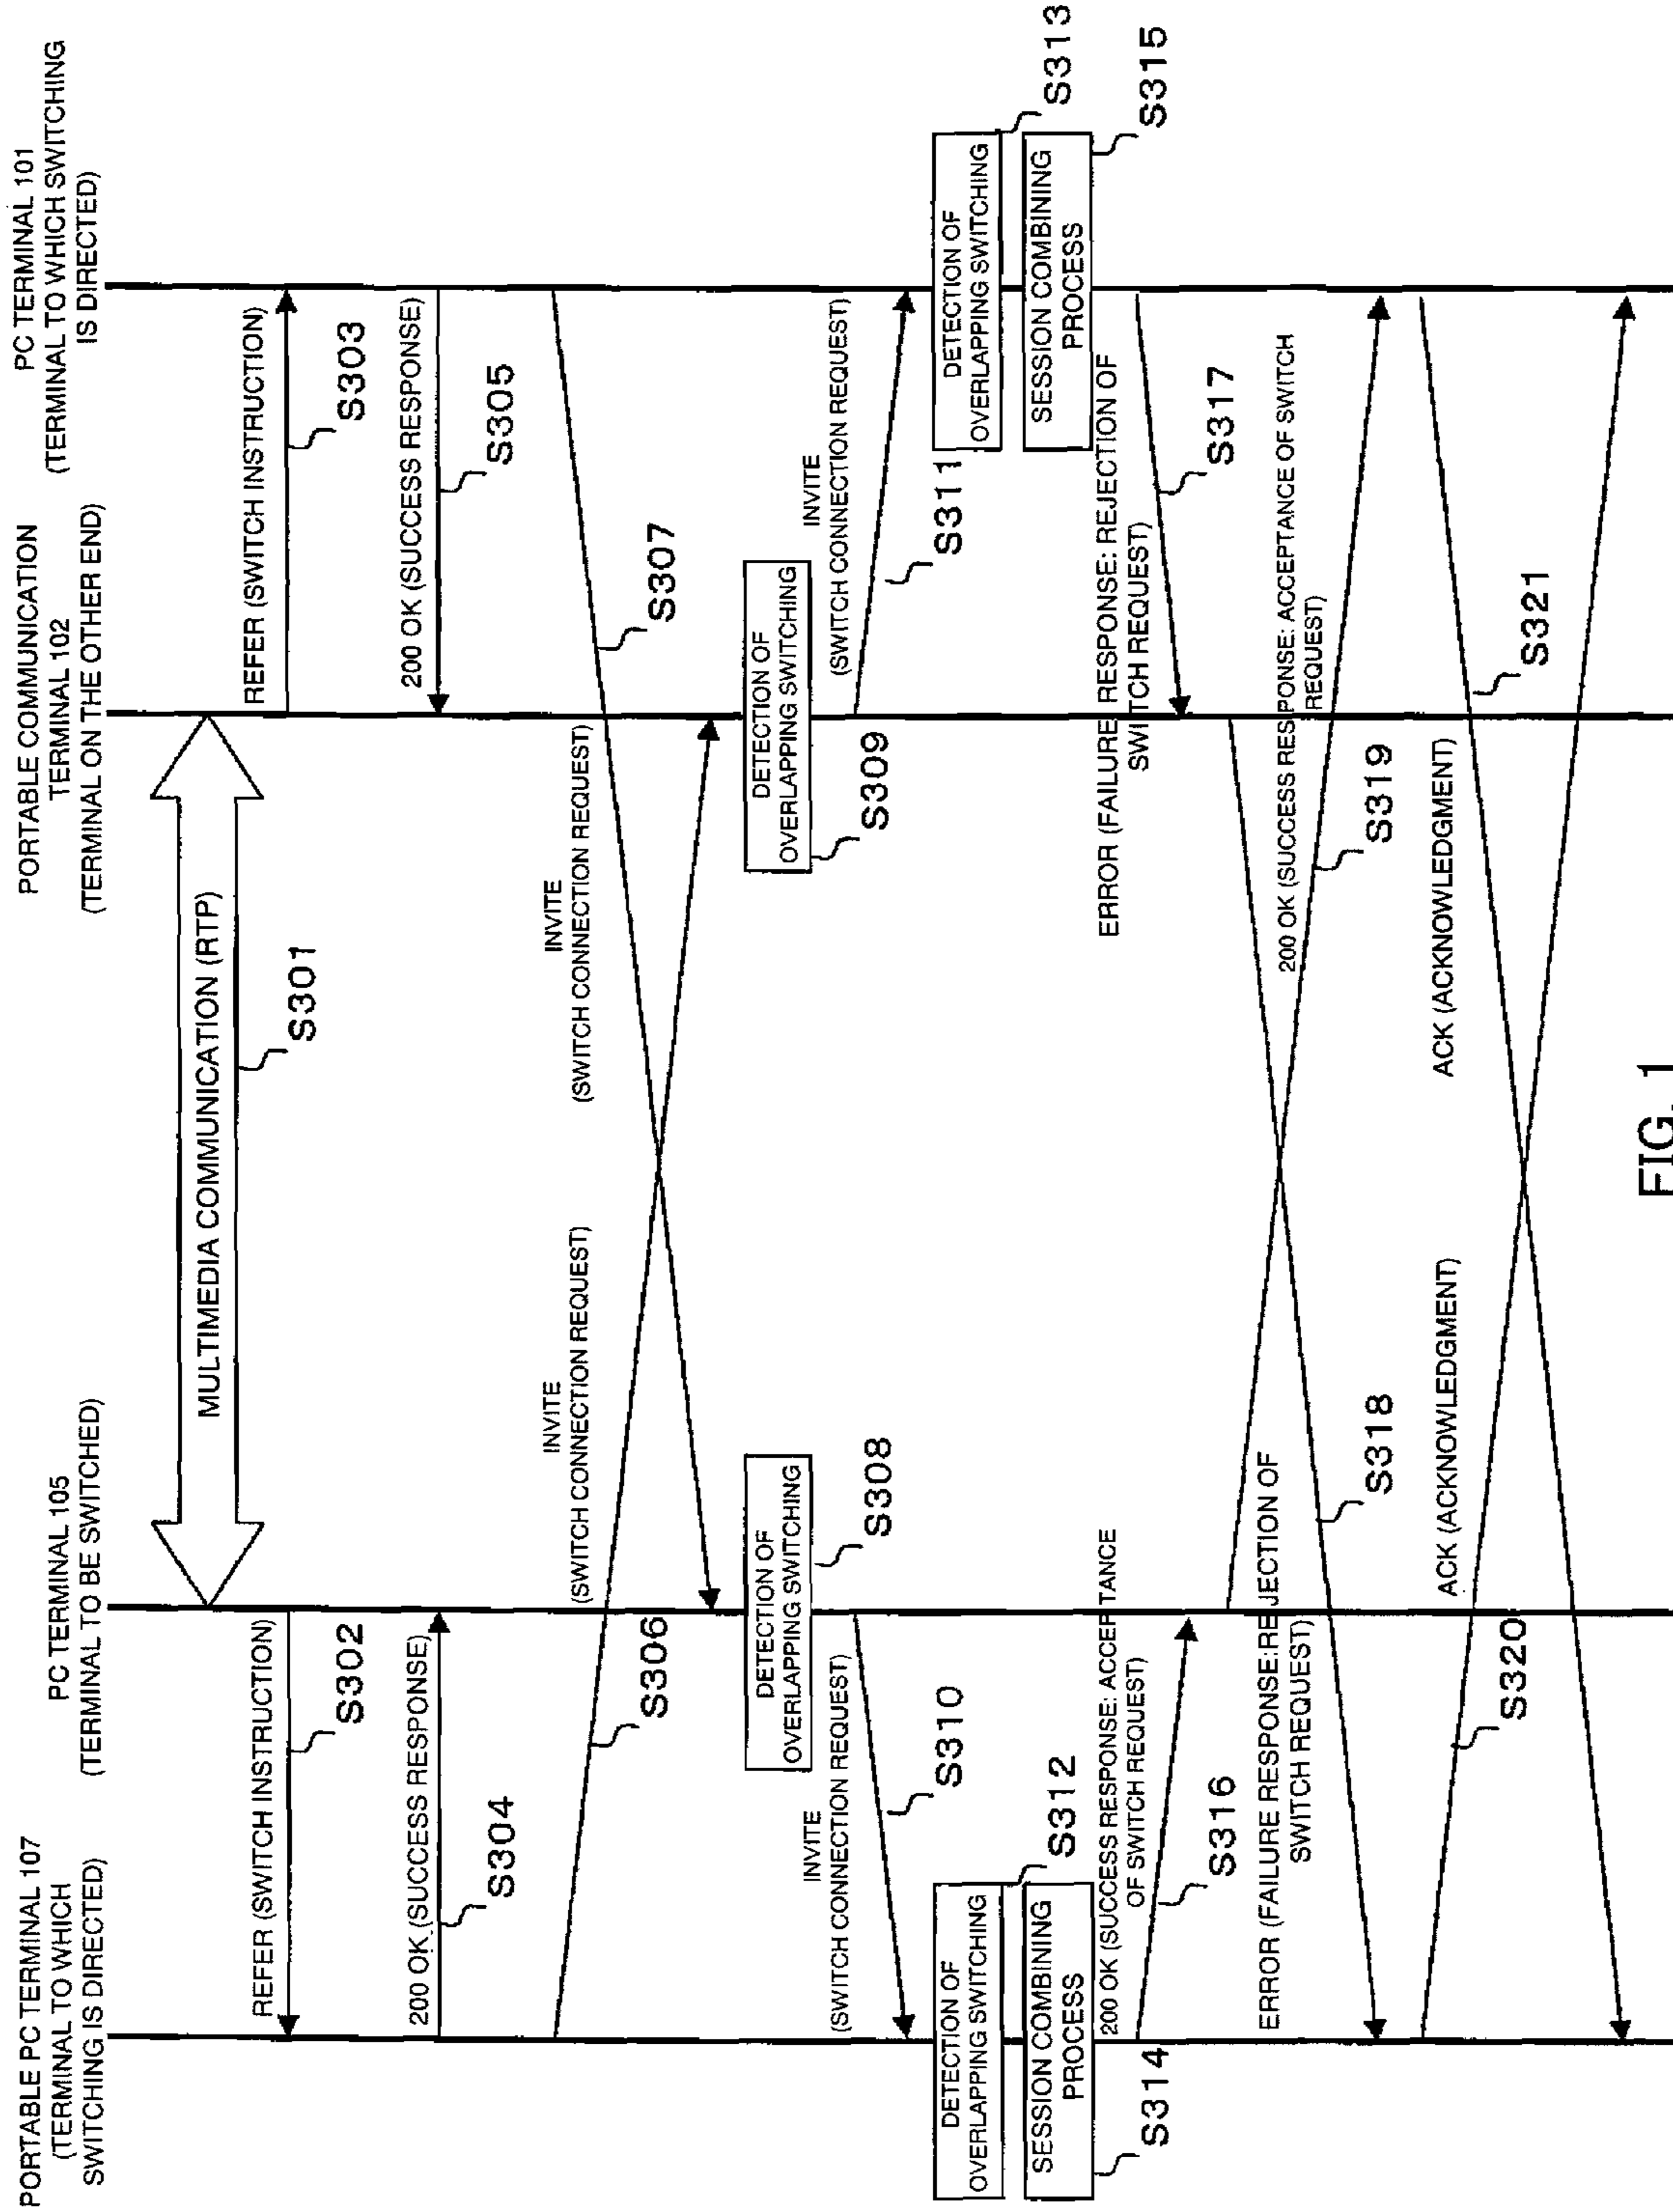 PORTABLE PC TERMINAL 107
(TERMINAL TO WHICH
SWITCHING IS DIRECTED)
PC TERMINAL 105
(TERMINAL TO BE SWITCHED)
PORTABLE COMMUNICATION
TERMINAL 102
(TERMINAL ON THE OTHER END)
PC TERMINAL 101
(TERMINAL TO WHICH SWITCHING
IS DIRECTED)
MULTIMEDIA COMMUNICATION (RTP)
S301
REFER (SWITCH INSTRUCTION)
S302
REFER (SWITCH INSTRUCTION)
S303
200 OK (SUCCESS RESPONSE)
S304
200 OK (SUCCESS RESPONSE)
S305
INVITE
(SWITCH CONNECTION REQUEST)
S306
INVITE
(SWITCH CONNECTION REQUEST)
S307
DETECTION OF
OVERLAPPING SWITCHING
S308
DETECTION OF
OVERLAPPING SWITCHING
S309
INVITE
(SWITCH CONNECTION REQUEST)
S310
INVITE
(SWITCH CONNECTION REQUEST)
S311
DETECTION OF
OVERLAPPING SWITCHING
S312
DETECTION OF
OVERLAPPING SWITCHING
S313
SESSION COMBINING
PROCESS
S314
SESSION COMBINING
PROCESS
S315
200 OK (SUCCESS RESPONSE: ACCEPTANCE
OF SWITCH REQUEST)
S316
ERROR (FAILURE RESPONSE: REJECTION OF
SWITCH REQUEST)
S317
ERROR (FAILURE RESPONSE:REJECTION OF
SWITCH REQUEST)
S318
200 OK (SUCCESS RESPONSE: ACCEPTANCE OF SWITCH
REQUEST)
S319
ACK (ACKNOWLEDGMENT)
S320
ACK (ACKNOWLEDGMENT)
S321
FIG. 1